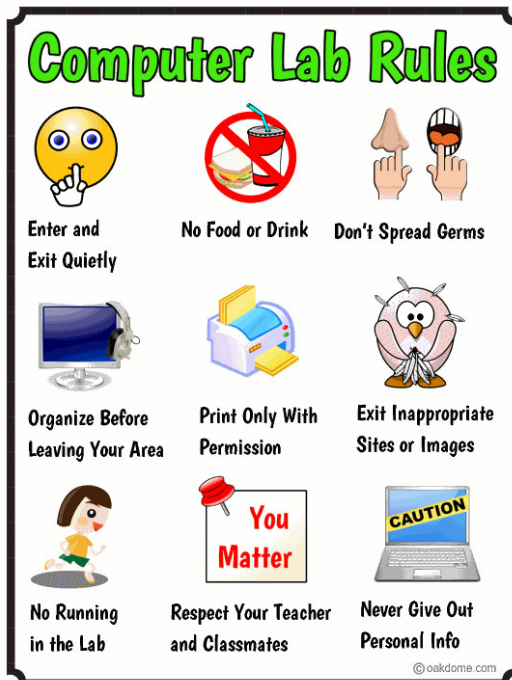 Computer Lab Rules
Enter and
Exit Quietly
No Food or Drink
Don't Spread Germs
Organize Before
Leaving Your Area
Print Only With
Permission
Exit Inappropriate
Sites or Images
You
Matter
CAUTION
No Running
in the Lab
Respect Your Teacher
and Classmates
Never Give Out
Personal Info
©oakdome.com